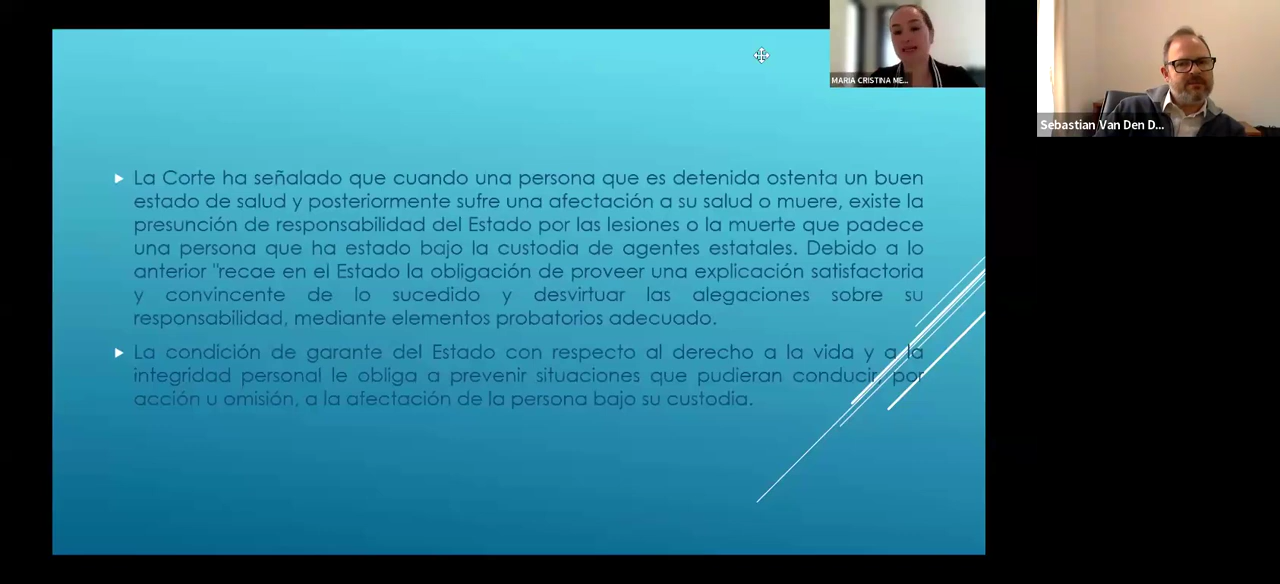 MARIA CRISTINA ME...
Sebastian Van Den D...
La Corte ha señalado que cuando una persona que es detenida ostenta un buen
estado de salud y posteriormente sufre una afectación a su salud o muere, existe la
presunción de responsabilidad del Estado por las lesiones o la muerte que padece
una persona que ha estado bajo la custodia de agentes estatales. Debido a lo
anterior "recae en el Estado la obligación de proveer una explicación satisfactoria
y convincente de lo sucedido y desvirtuar las alegaciones sobre su
responsabilidad, mediante elementos probatorios adecuado.
La condición de garante del Estado con respecto al derecho a la vida y a la
integridad personal le obliga a prevenir situaciones que pudieran conducir, por
acción u omisión, a la afectación de la persona bajo su custodia.